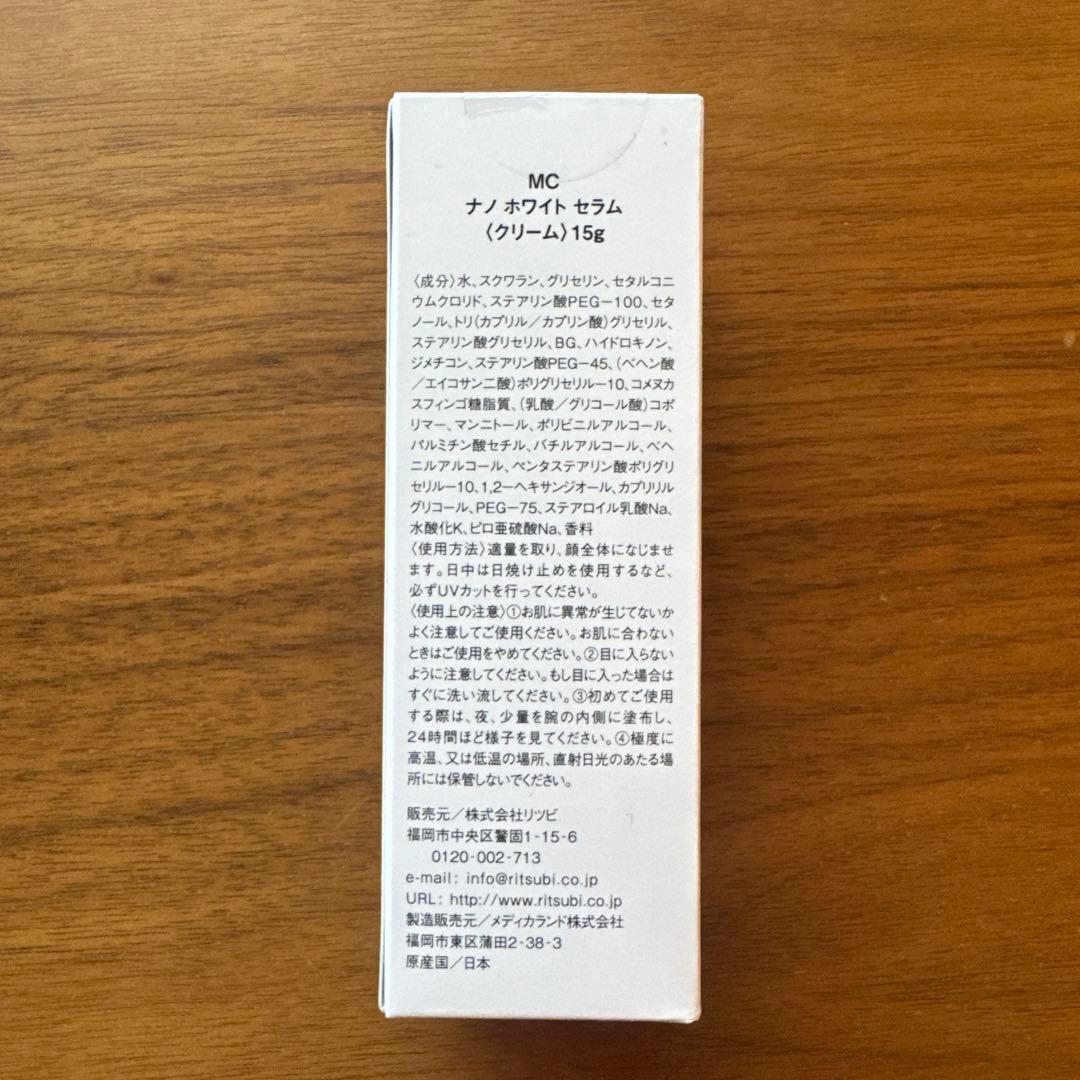 MC
ナノ ホワイト セラム
〈クリーム〉15g
〈成分〉水、スクワラン、グリセリン、セタルコニ
ウムクロリド、ステアリン酸PEG−100、セタ
ノール、トリ(カプリル／カプリン酸)グリセリル、
ステアリン酸グリセリル、BG、ハイドロキノン、
ジメチコン、ステアリン酸PEG−45、(ベヘン酸
／エイコサン二酸)ポリグリセリル−10、コメヌカ
スフィンゴ糖脂質、(乳酸／グリコール酸)コポ
リマー、マンニトール、ポリビニルアルコール、
パルミチン酸セチル、バチルアルコール、ベヘ
ニルアルコール、ペンタステアリン酸ポリグリ
セリル−10、1,2−ヘキサンジオール、カプリリル
グリコール、PEG−75、ステアロイル乳酸Na、
水酸化K、ピロ亜硫酸Na、香料
〈使用方法〉適量を取り、顔全体になじませ
ます。日中は日焼け止めを使用するなど、
必ずUVカットを行ってください。
〈使用上の注意〉①お肌に異常が生じてないか
よく注意してご使用ください。お肌に合わない
ときはご使用をやめてください。②目に入らない
ように注意してください。もし目に入った場合は
すぐに洗い流してください。③初めてご使用
する際は、夜、少量を腕の内側に塗布し、
24時間ほど様子を見てください。④極度に
高温、又は低温の場所、直射日光のあたる場
所には保管しないでください。
販売元／株式会社リツビ
福岡市中央区警固1-15-6
0120-002-713
e-mail: info@ritsubi.co.jp
URL: http://www.ritsubi.co.jp
製造販売元／メディカランド株式会社
福岡市東区蒲田2-38-3
原産国／日本